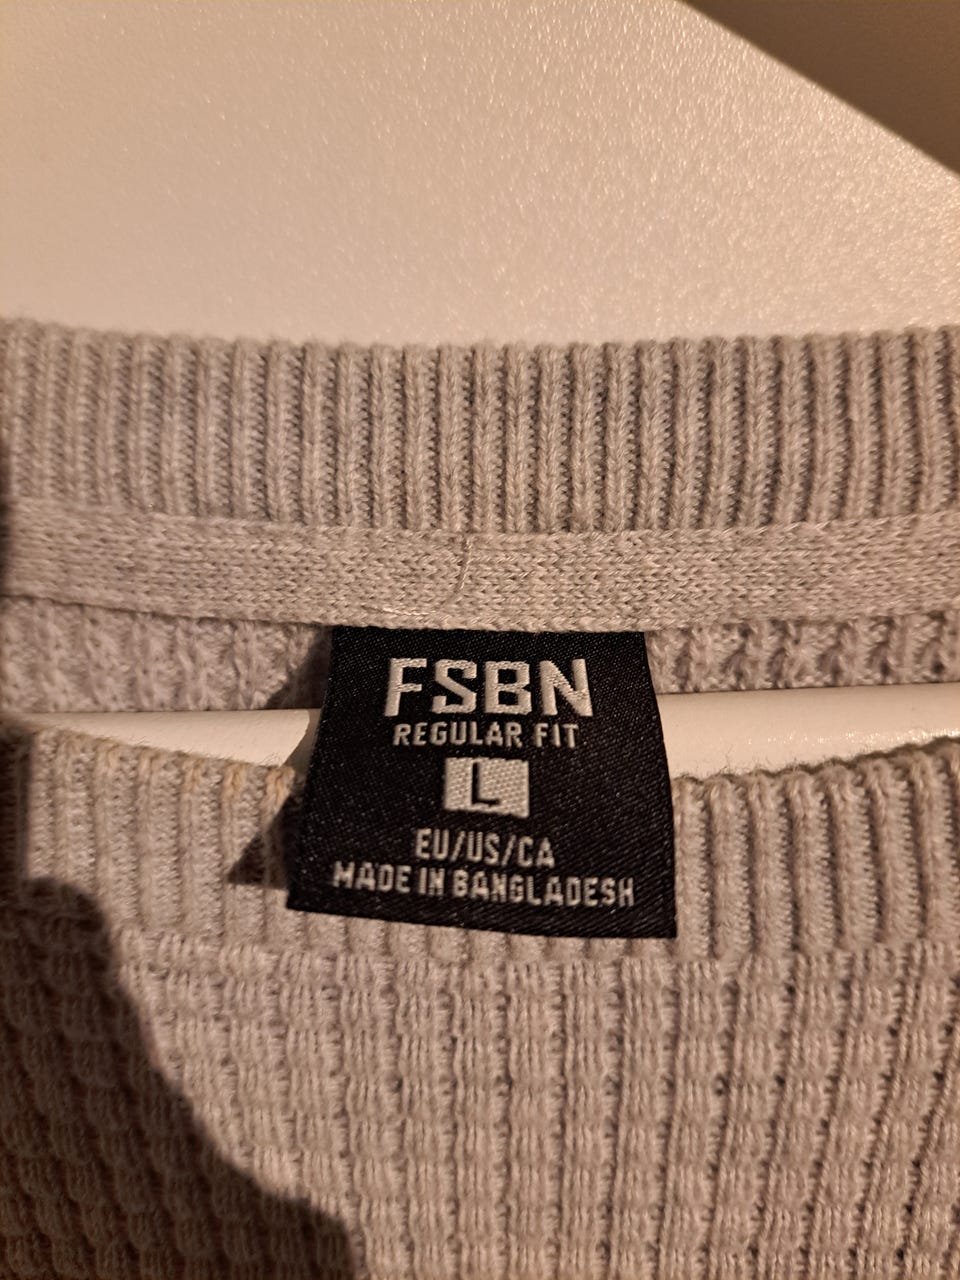 FSBN
REGULAR FIT
L
EU/US/CA
MADE IN BANGLADESH